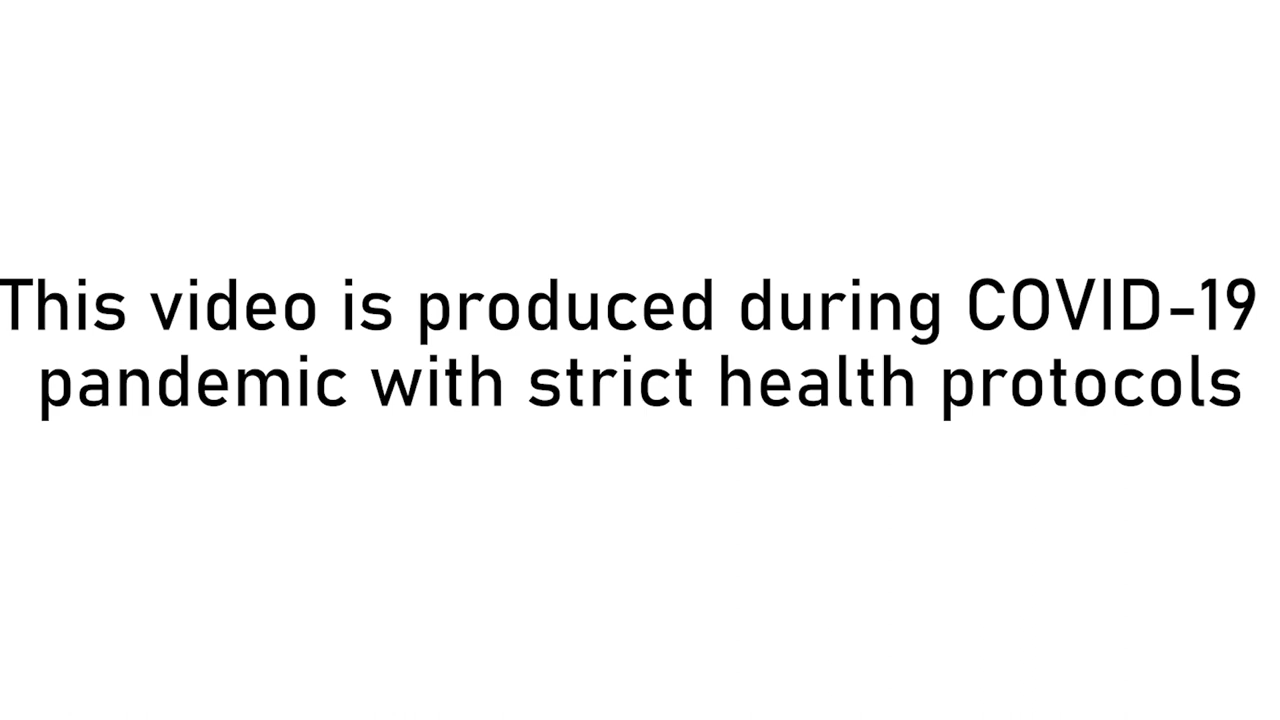 This video is produced during COVID-19
pandemic with strict health protocols